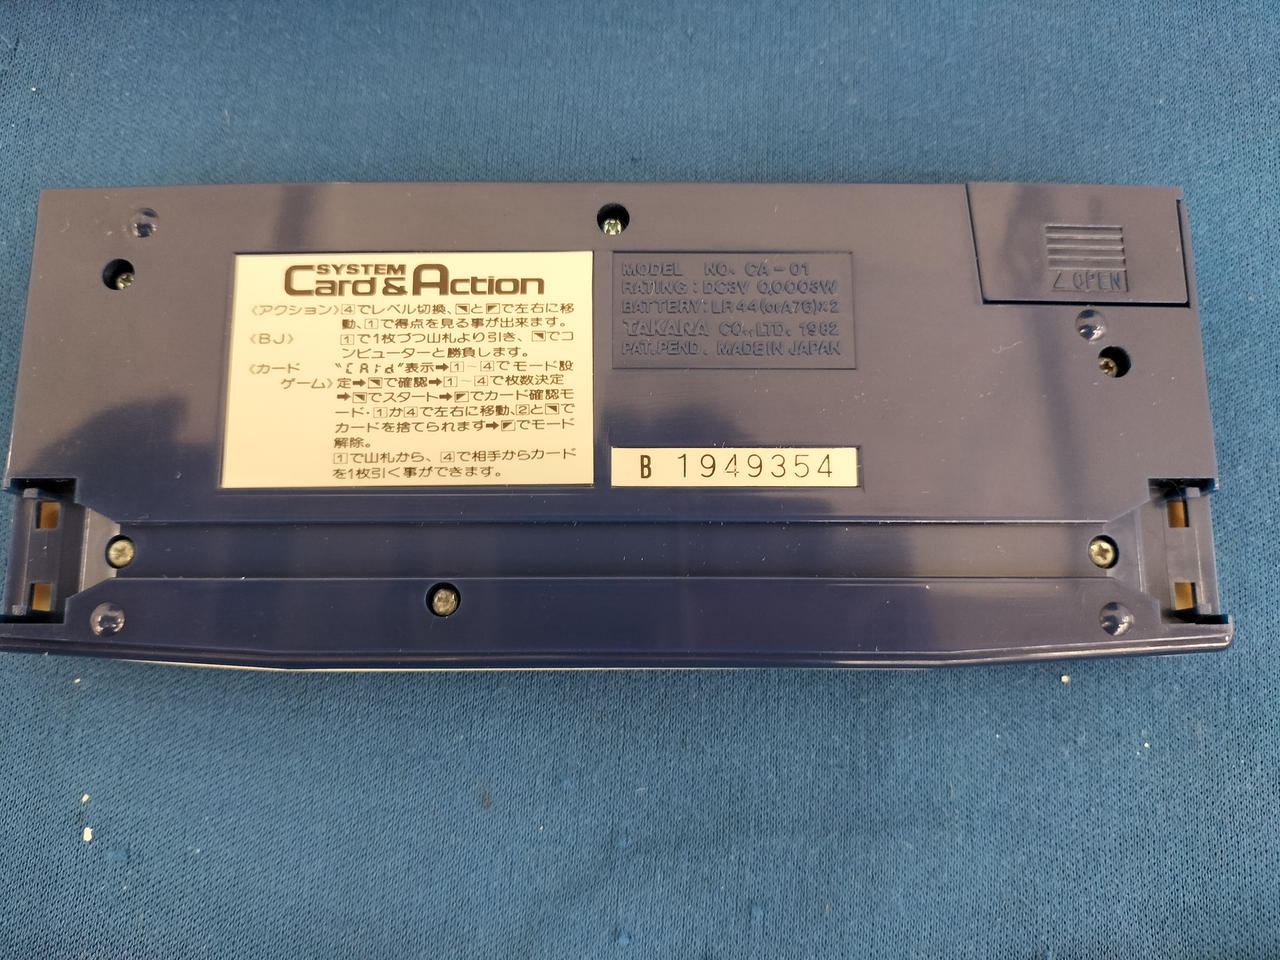 SYSTEM
Card & Action
〈アクション〉4でレベル切換、◥と◤で左右に移
動、1で得点を見る事が出来ます。
〈BJ〉 1で1枚づつ山札より引き、◥でコ
ンピューターと勝負します。
〈カード "CArd"表示➡1~4でモード設
ゲーム〉定➡◥で確認➡1~4で枚数決定
➡◥でスタート➡◤でカード確認モ
ード・1か4で左右に移動、2と◥で
カードを捨てられます➡◤でモード
解除。
1で山札から、4で相手からカード
を1枚引く事ができます。
MODEL NO. CA-01
RATING: DC3V 0,0003W
BATTERY: LR44(orA76)×2
TAKARA CO.,LTD. 1982
PAT.PEND. MADE IN JAPAN
B 1949354
OPEN